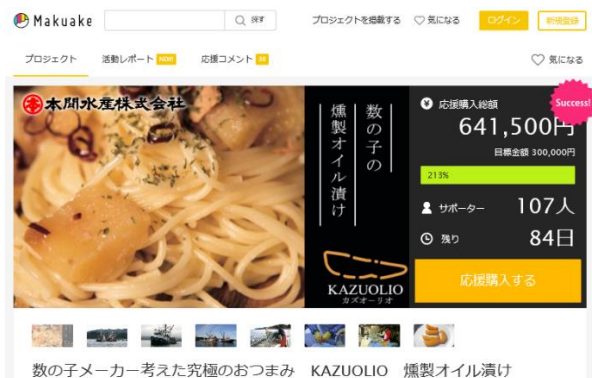 Makuake
探す
プロジェクトを掲載する
気になる
ログイン
新規登録
プロジェクト
活動レポート NEW
応援コメント
気になる
本間水産株式会社
数の子の
燻製オイル漬け
KAZUOLIO
カズオーリオ
応援購入総額
Success!
641,500円
目標金額 300,000円
213%
サポーター 107人
残り 84日
応援購入する
数の子メーカー考えた究極のおつまみ KAZUOLIO 燻製オイル漬け